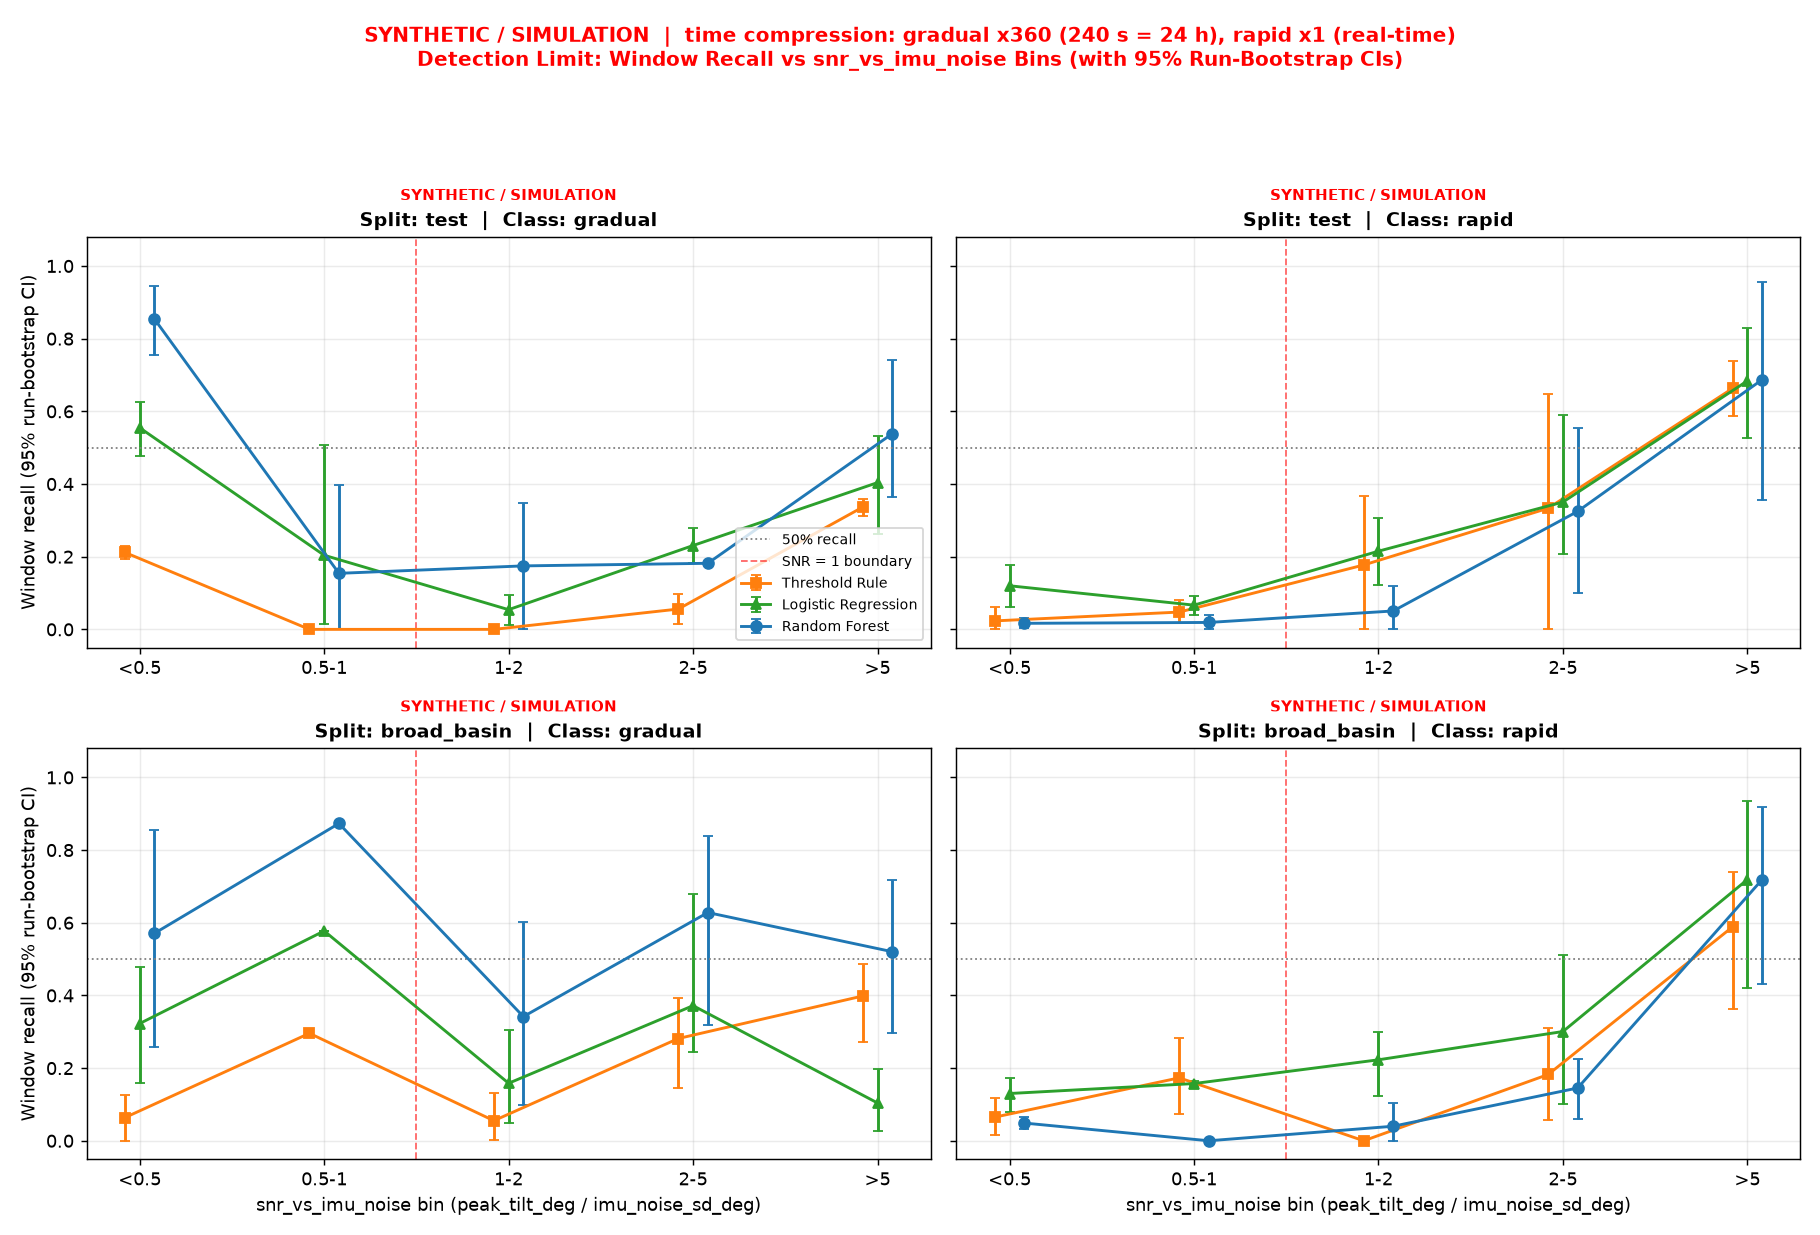 SYNTHETIC / SIMULATION | time compression: gradual x360 (240 s = 24 h), rapid x1 (real-time)
Detection Limit: Window Recall vs snr_vs_imu_noise Bins (with 95% Run-Bootstrap CIs)
SYNTHETIC / SIMULATION
Split: test | Class: gradual
Window recall (95% run-bootstrap CI)
1.0
0.8
0.6
0.4
0.2
0.0
<0.5 0.5-1 1-2 2-5 >5
50% recall
SNR = 1 boundary
Threshold Rule
Logistic Regression
Random Forest
SYNTHETIC / SIMULATION
Split: test | Class: rapid
<0.5 0.5-1 1-2 2-5 >5
SYNTHETIC / SIMULATION
Split: broad_basin | Class: gradual
Window recall (95% run-bootstrap CI)
1.0
0.8
0.6
0.4
0.2
0.0
<0.5 0.5-1 1-2 2-5 >5
snr_vs_imu_noise bin (peak_tilt_deg / imu_noise_sd_deg)
SYNTHETIC / SIMULATION
Split: broad_basin | Class: rapid
<0.5 0.5-1 1-2 2-5 >5
snr_vs_imu_noise bin (peak_tilt_deg / imu_noise_sd_deg)